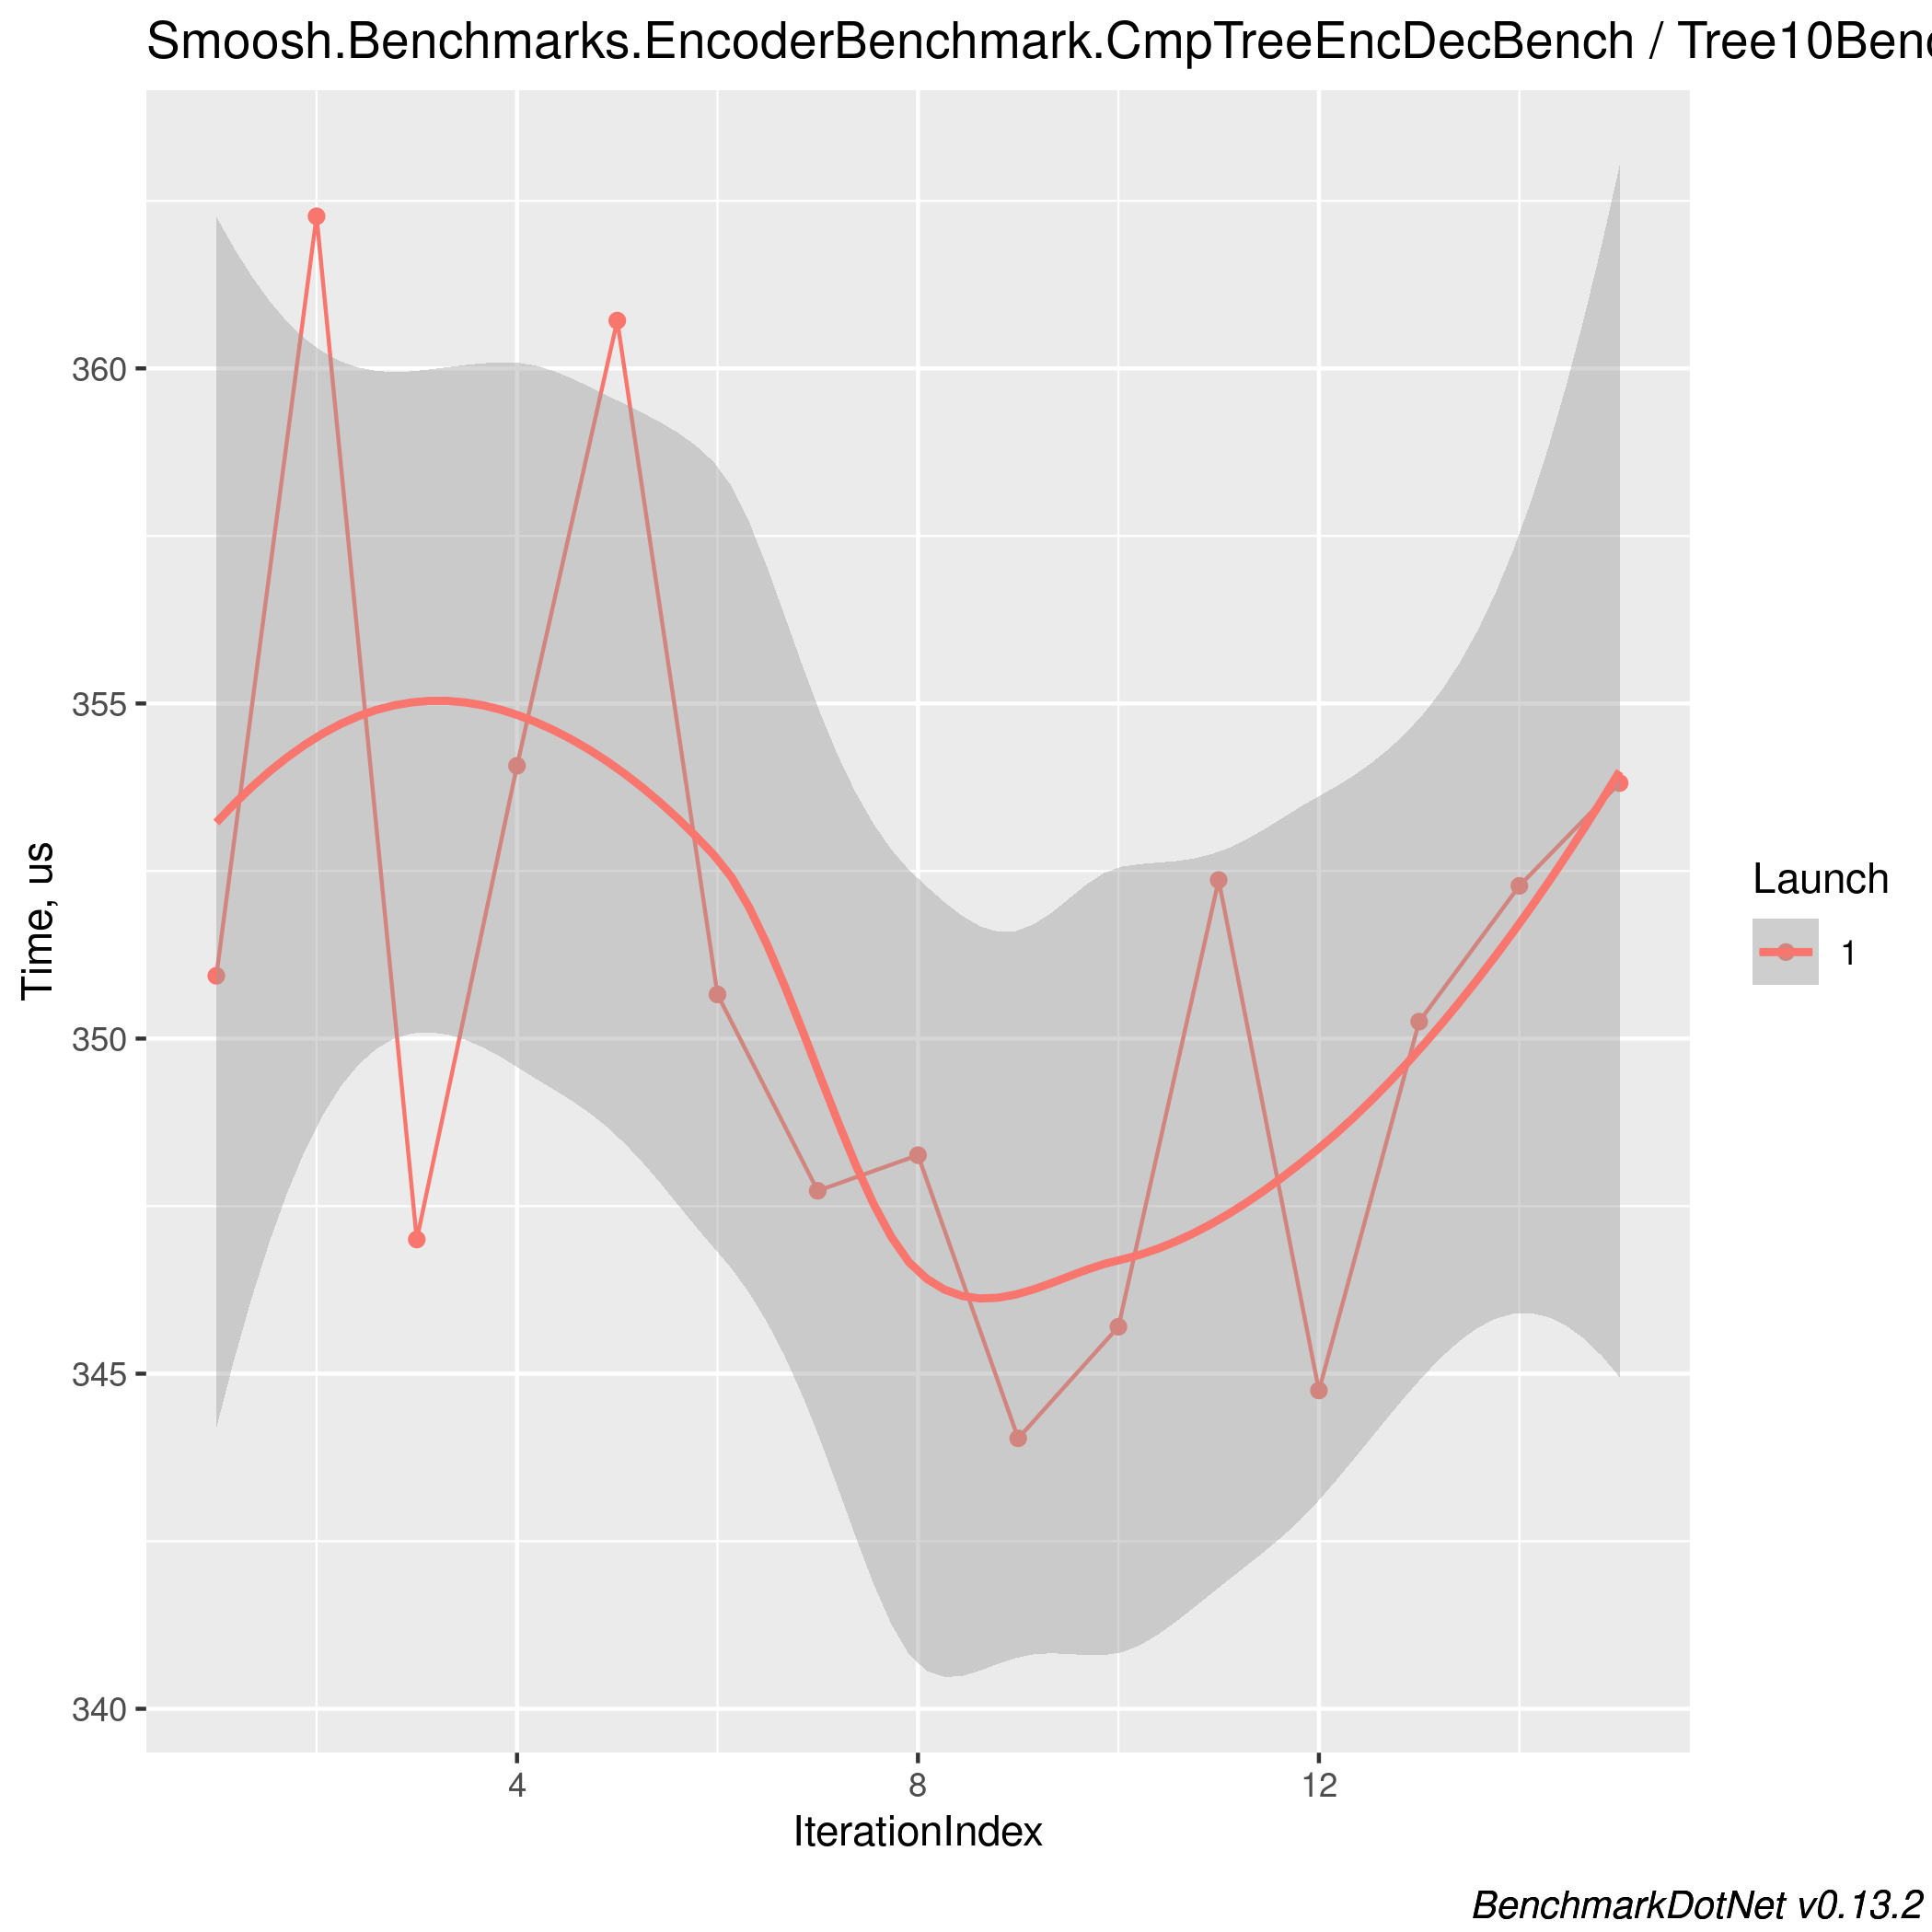 Smoosh.Benchmarks.EncoderBenchmark.CmpTreeEncDecBench / Tree10Ben
360
355
350
345
340
Time, us
4
8
12
IterationIndex
Launch
1
BenchmarkDotNet v0.13.2